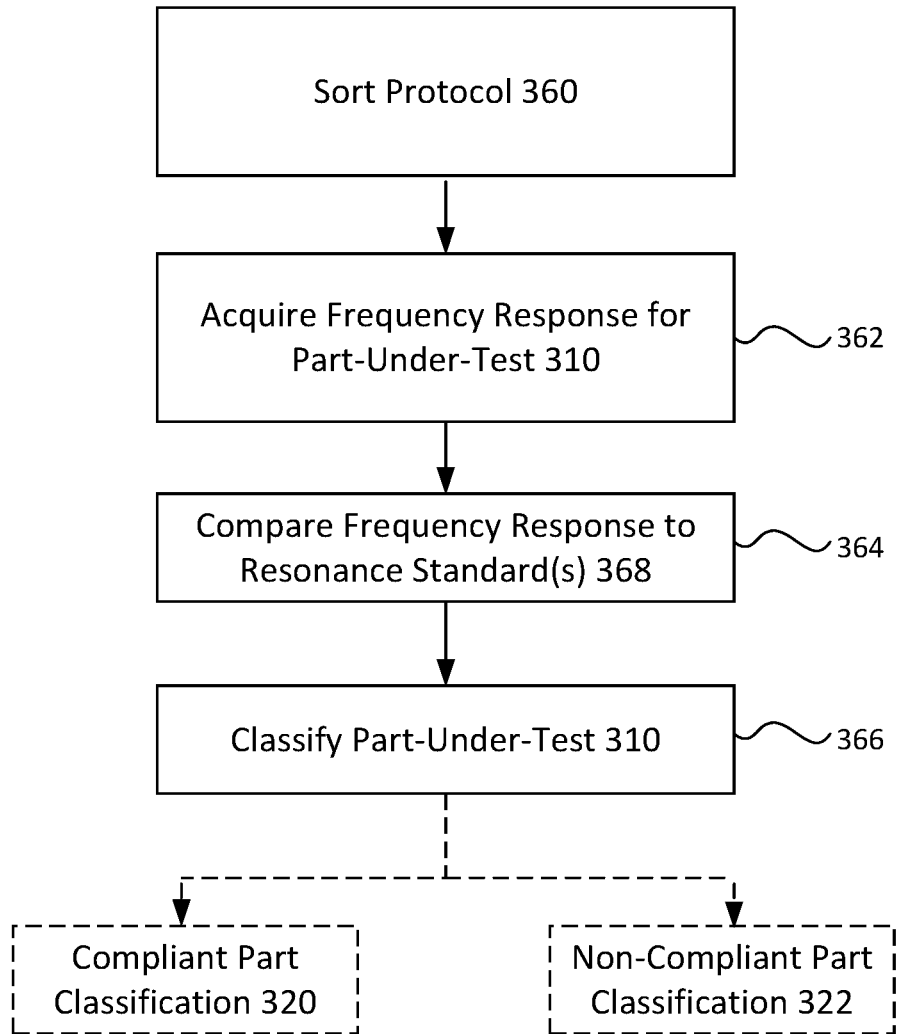 Sort Protocol 360
Acquire Frequency Response for
Part-Under-Test 310
362
Compare Frequency Response to
Resonance Standard(s) 368
364
Classify Part-Under-Test 310
366
Compliant Part
Classification 320
Non-Compliant Part
Classification 322